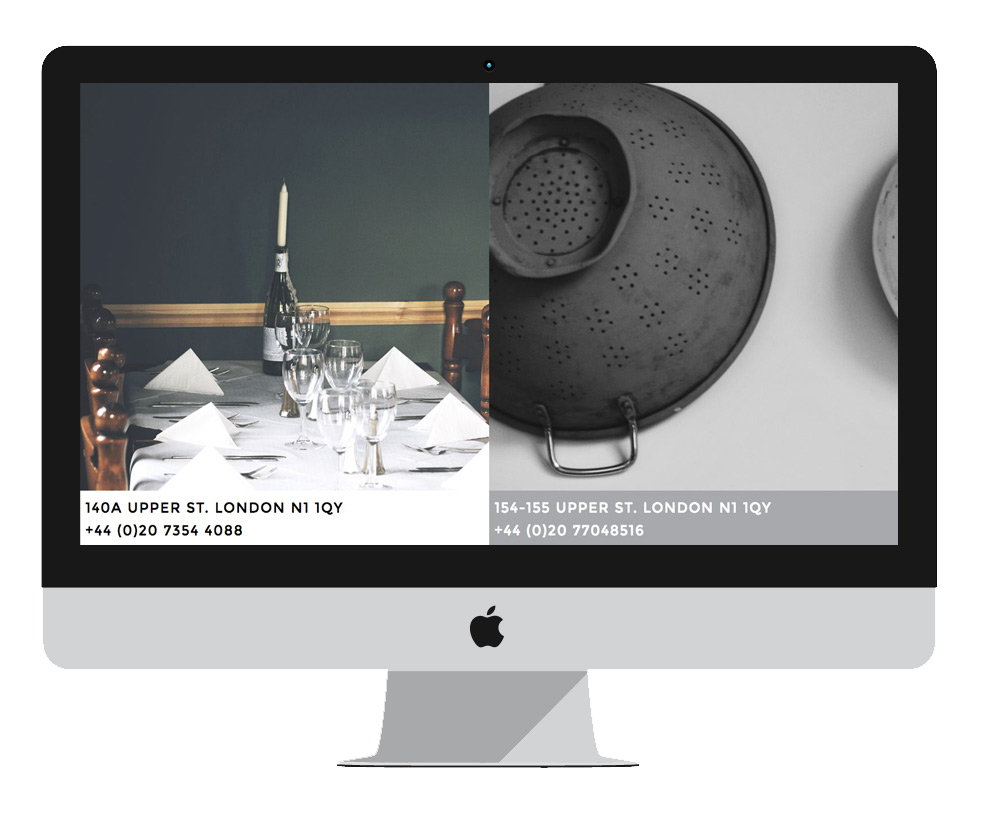 140A UPPER ST. LONDON N1 1QY
+44 (0)20 7354 4088
154-155 UPPER ST. LONDON N1 1QY
+44 (0)20 77048516